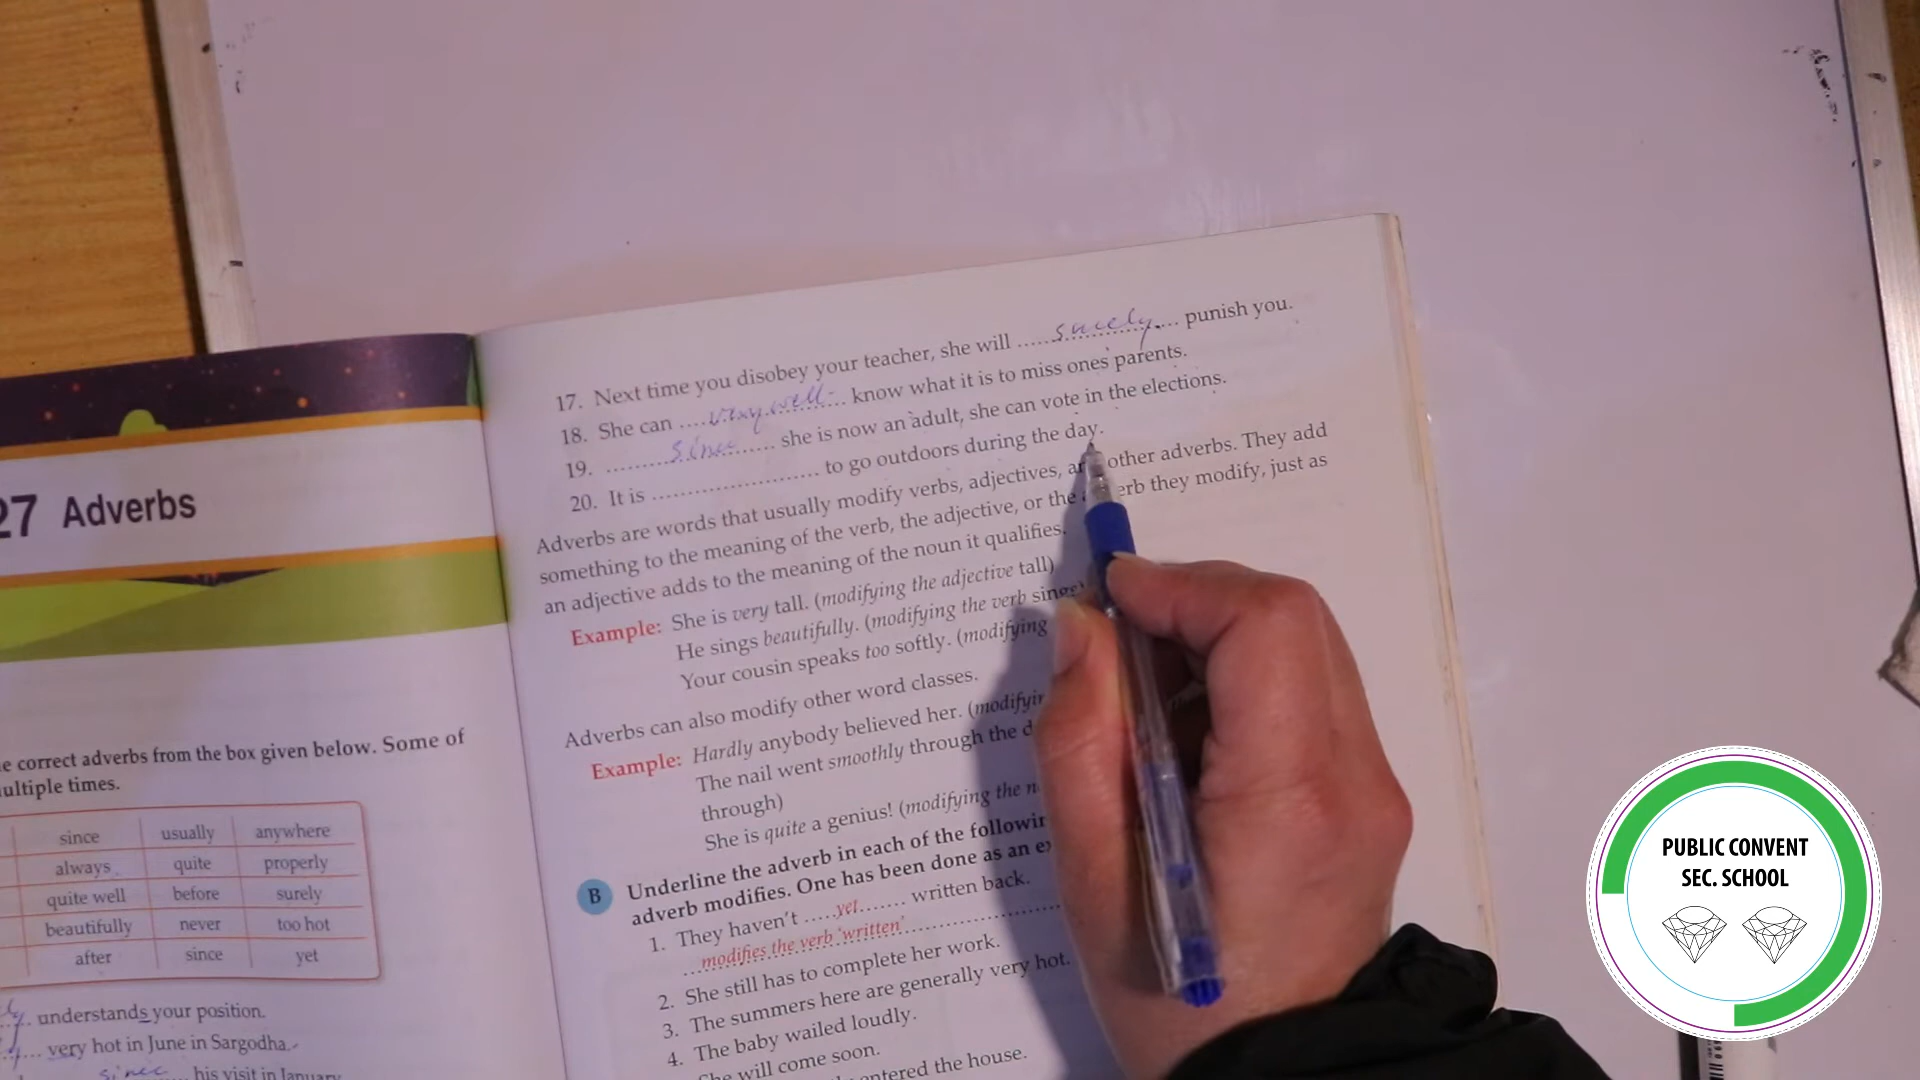 27 Adverbs
e correct adverbs from the box given below. Some of
ultiple times.
since usually anywhere
always quite properly
quite well before surely
beautifully never too hot
after since yet
understands your position.
very hot in June in Sargodha.
since his visit in January
17. Next time you disobey your teacher, she will surely punish you.
18. She can very well know what it is to miss ones parents.
19. since she is now an adult, she can vote in the elections.
20. It is to go outdoors during the day.
Adverbs are words that usually modify verbs, adjectives, other adverbs. They add
something to the meaning of the verb, the adjective, or the erb they modify, just as
an adjective adds to the meaning of the noun it qualifies.
Example: She is very tall. (modifying the adjective tall)
He sings beautifully. (modifying the verb sings)
Your cousin speaks too softly. (modifying
Adverbs can also modify other word classes.
Example: Hardly anybody believed her. (modifyin
The nail went smoothly through the d
through)
She is quite a genius! (modifying the n
B Underline the adverb in each of the followin
adverb modifies. One has been done as an ex
1. They haven't yet written back.
modifies the verb 'written'
2. She still has to complete her work.
3. The summers here are generally very hot.
4. The baby wailed loudly.
She will come soon.
entered the house.
PUBLIC CONVENT
SEC. SCHOOL